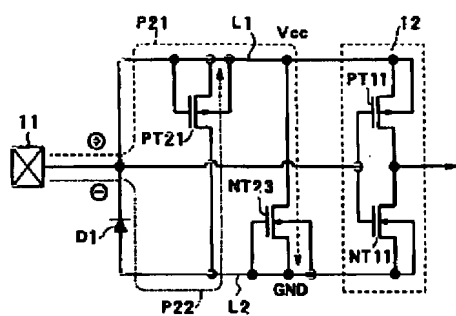 P21
L1
Vcc
12
11
PT11
PT21
⊕
⊖
NT23
D1
NT11
GND
P22
L2